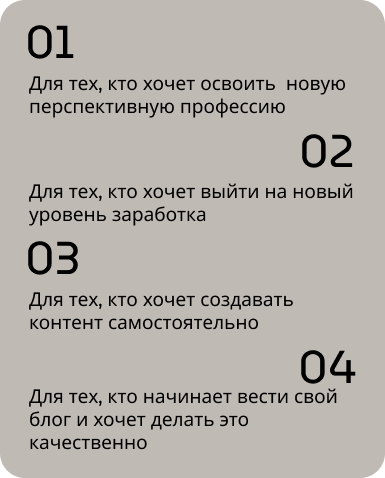 01
Для тех, кто хочет освоить  новую
перспективную профессию
02
Для тех, кто хочет выйти на новый
уровень заработка
03
Для тех, кто хочет создавать
контент самостоятельно
04
Для тех, кто начинает вести свой
блог и хочет делать это
качественно